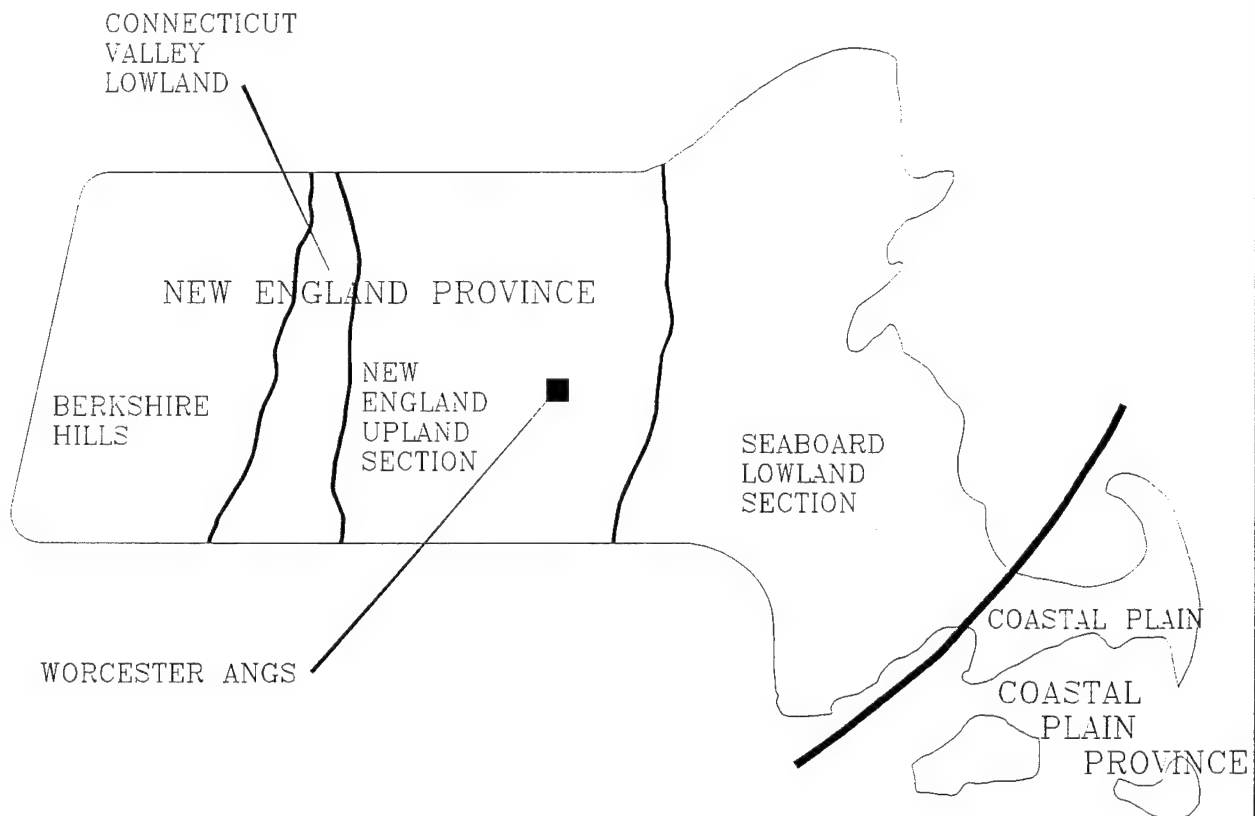 CONNECTICUT
VALLEY
LOWLAND
NEW ENGLAND PROVINCE
BERKSHIRE
HILLS
NEW
ENGLAND
UPLAND
SECTION
SEABOARD
LOWLAND
SECTION
WORCESTER ANGS
COASTAL PLAIN
COASTAL
PLAIN
PROVINCE